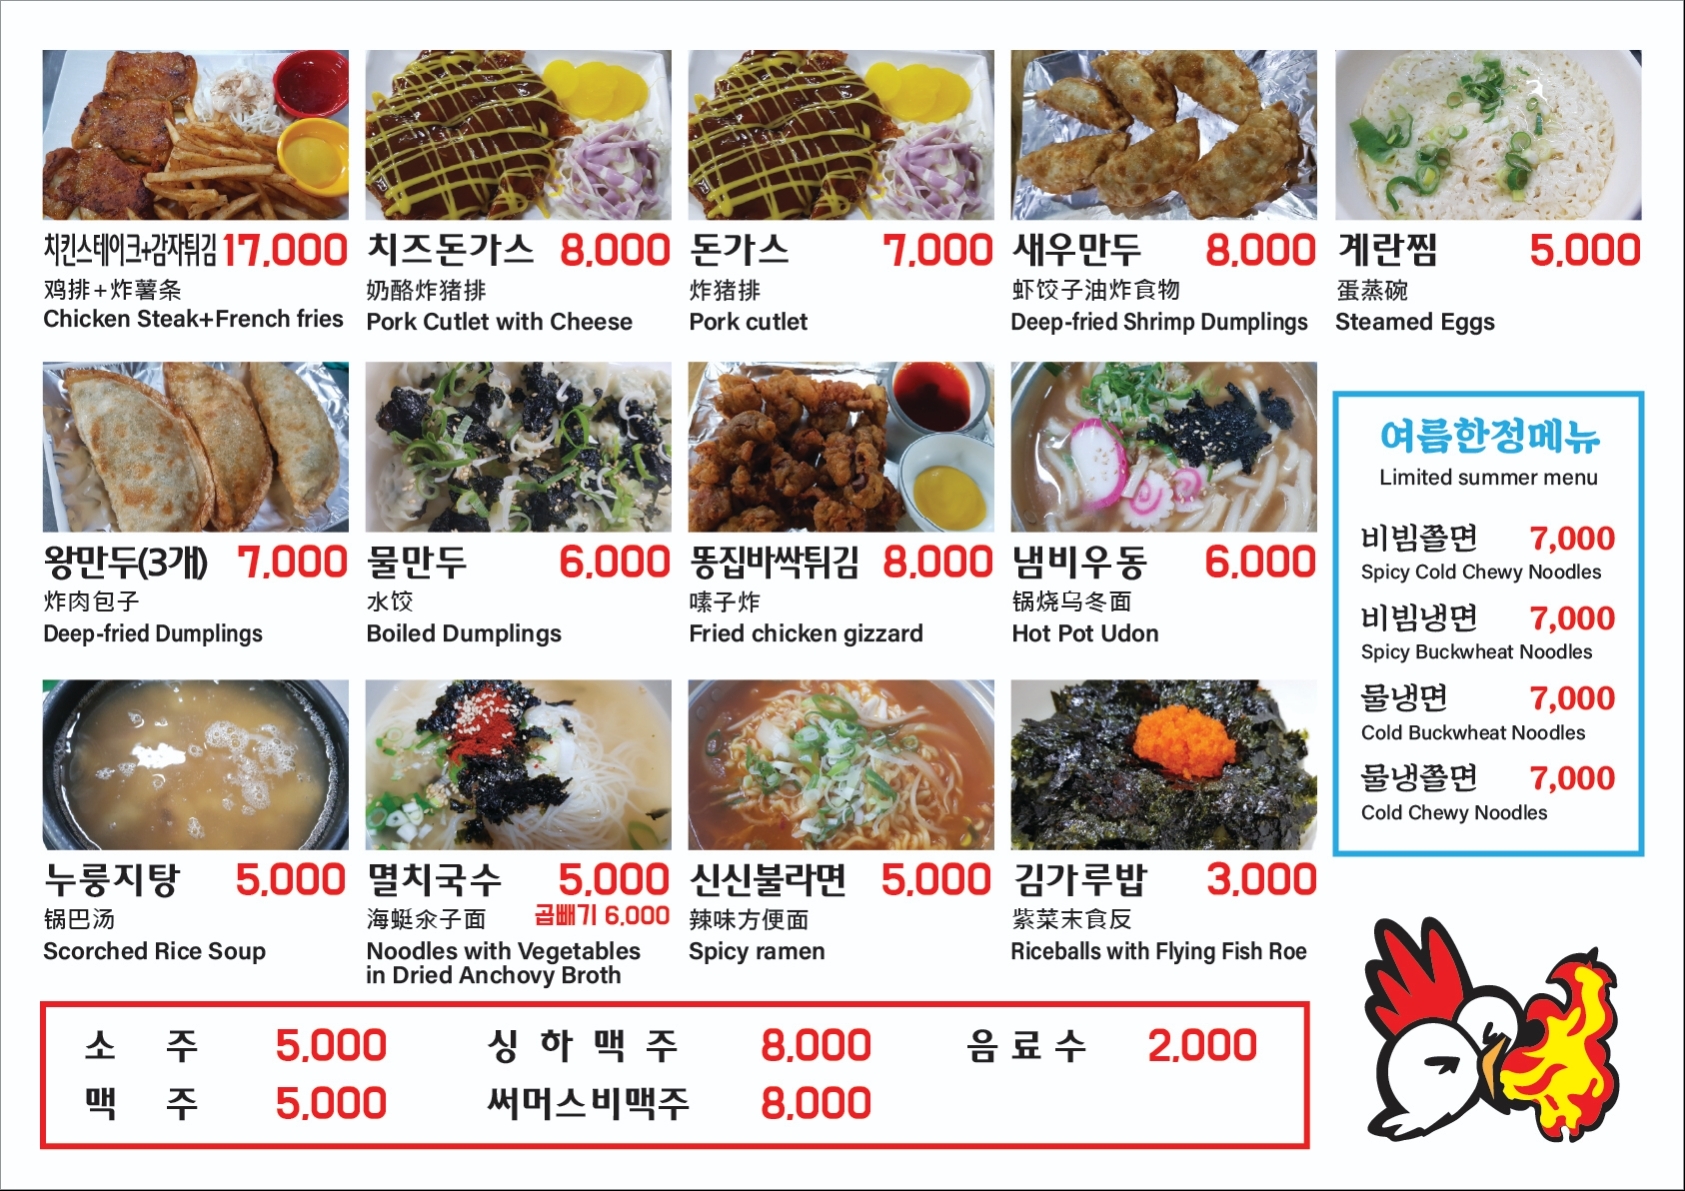 치킨스테이크+감자튀김 17,000
鸡排+炸薯条
Chicken Steak+French fries
치즈돈가스 8,000
奶酪炸猪排
Pork Cutlet with Cheese
돈가스 7,000
炸猪排
Pork cutlet
새우만두 8,000
虾饺子油炸食物
Deep-fried Shrimp Dumplings
계란찜 5,000
蛋蒸碗
Steamed Eggs
왕만두(3개) 7,000
炸肉包子
Deep-fried Dumplings
물만두 6,000
水饺
Boiled Dumplings
똥집바싹튀김 8,000
嗉子炸
Fried chicken gizzard
냄비우동 6,000
锅烧乌冬面
Hot Pot Udon
누룽지탕 5,000
锅巴汤
Scorched Rice Soup
멸치국수 5,000
海蜓汆子面 곱빼기 6,000
Noodles with Vegetables
in Dried Anchovy Broth
신신불라면 5,000
辣味方便面
Spicy ramen
김가루밥 3,000
紫菜末食反
Riceballs with Flying Fish Roe
여름한정메뉴
Limited summer menu
비빔쫄면 7,000
Spicy Cold Chewy Noodles
비빔냉면 7,000
Spicy Buckwheat Noodles
물냉면 7,000
Cold Buckwheat Noodles
물냉쫄면 7,000
Cold Chewy Noodles
소 주 5,000 싱 하 맥 주 8,000 음 료 수 2,000
맥 주 5,000 써머스비맥주 8,000